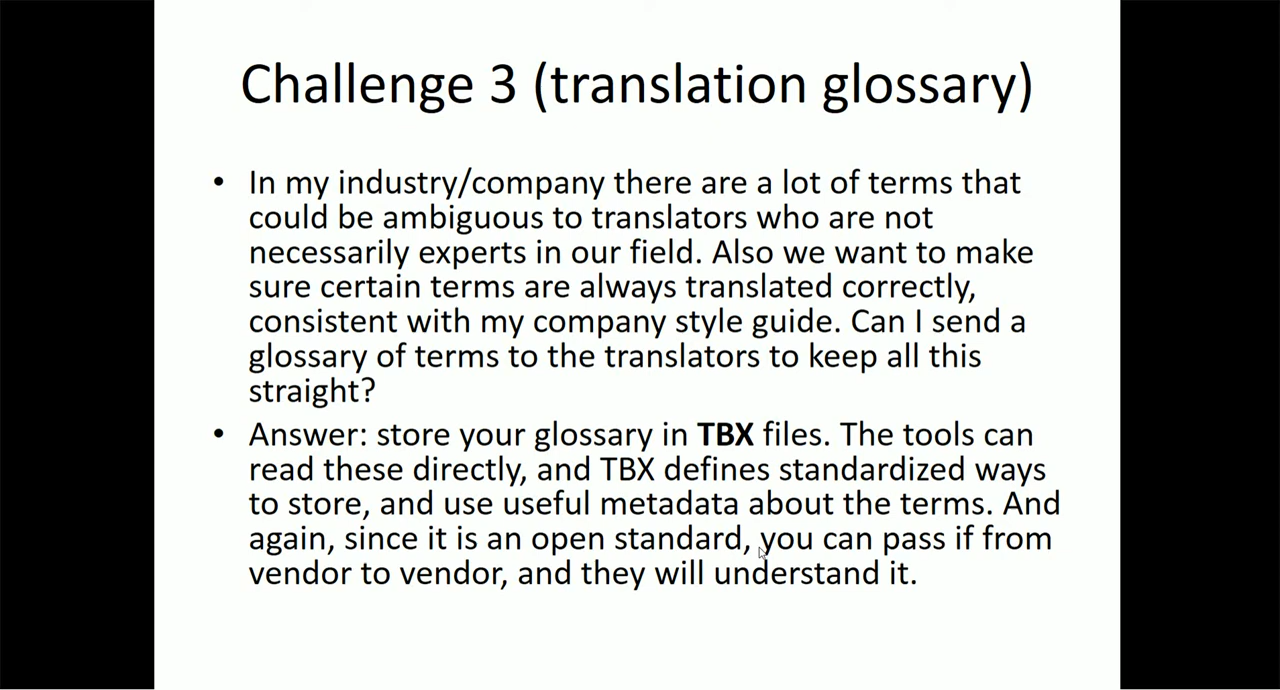 Challenge 3 (translation glossary)
• In my industry/company there are a lot of terms that
could be ambiguous to translators who are not
necessarily experts in our field. Also we want to make
sure certain terms are always translated correctly,
consistent with my company style guide. Can I send a
glossary of terms to the translators to keep all this
straight?
• Answer: store your glossary in TBX files. The tools can
read these directly, and TBX defines standardized ways
to store, and use useful metadata about the terms. And
again, since it is an open standard, you can pass if from
vendor to vendor, and they will understand it.